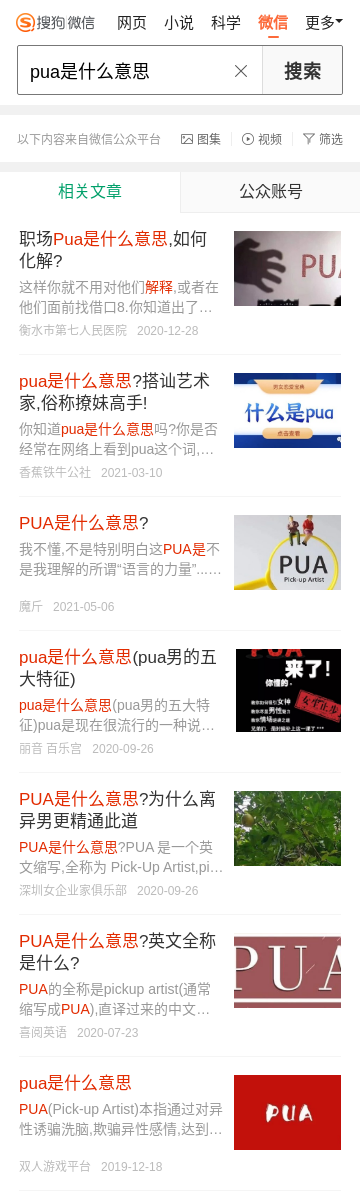 搜狗微信 网页 小说 科学 微信 更多
pua是什么意思 搜索
以下内容来自微信公众平台 图集 视频 筛选
相关文章 公众账号
职场Pua是什么意思,如何
化解?
这样你就不用对他们解释,或者在
他们面前找借口8.你知道出了...
衡水市第七人民医院 2020-12-28
PUA
pua是什么意思?搭讪艺术
家,俗称撩妹高手!
你知道pua是什么意思吗?你是否
经常在网络上看到pua这个词,...
香蕉铁牛公社 2021-03-10
什么是pua
点击查看
PUA是什么意思?
我不懂,不是特别明白这PUA是不
是我理解的所谓“语言的力量”......
魔斤 2021-05-06
PUA
Pick-up Artist
pua是什么意思(pua男的五
大特征)
pua是什么意思(pua男的五大特
征)pua是现在很流行的一种说...
丽音 百乐宫 2020-09-26
PUA
来了!
你懂的.
女生止步
PUA是什么意思?为什么离
异男更精通此道
PUA是什么意思?PUA 是一个英
文缩写,全称为 Pick-Up Artist,pi...
深圳女企业家俱乐部 2020-09-26
PUA是什么意思?英文全称
是什么?
PUA的全称是pickup artist(通常
缩写成PUA),直译过来的中文...
喜阅英语 2020-07-23
PUA
pua是什么意思
PUA(Pick-up Artist)本指通过对异
性诱骗洗脑,欺骗异性感情,达到...
双人游戏平台 2019-12-18
PUA